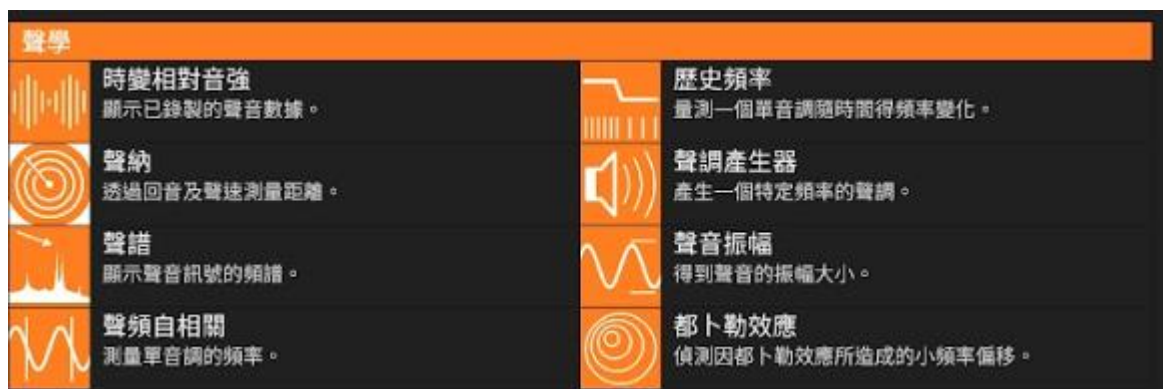 聲學
時變相對音強
顯示已錄製的聲音數據。
歷史頻率
量測一個單音調隨時間得頻率變化。
聲納
透過回音及聲速測量距離。
聲調產生器
產生一個特定頻率的聲調。
聲譜
顯示聲音訊號的頻譜。
聲音振幅
得到聲音的振幅大小。
聲頻自相關
測量單音調的頻率。
都卜勒效應
偵測因都卜勒效應所造成的小頻率偏移。